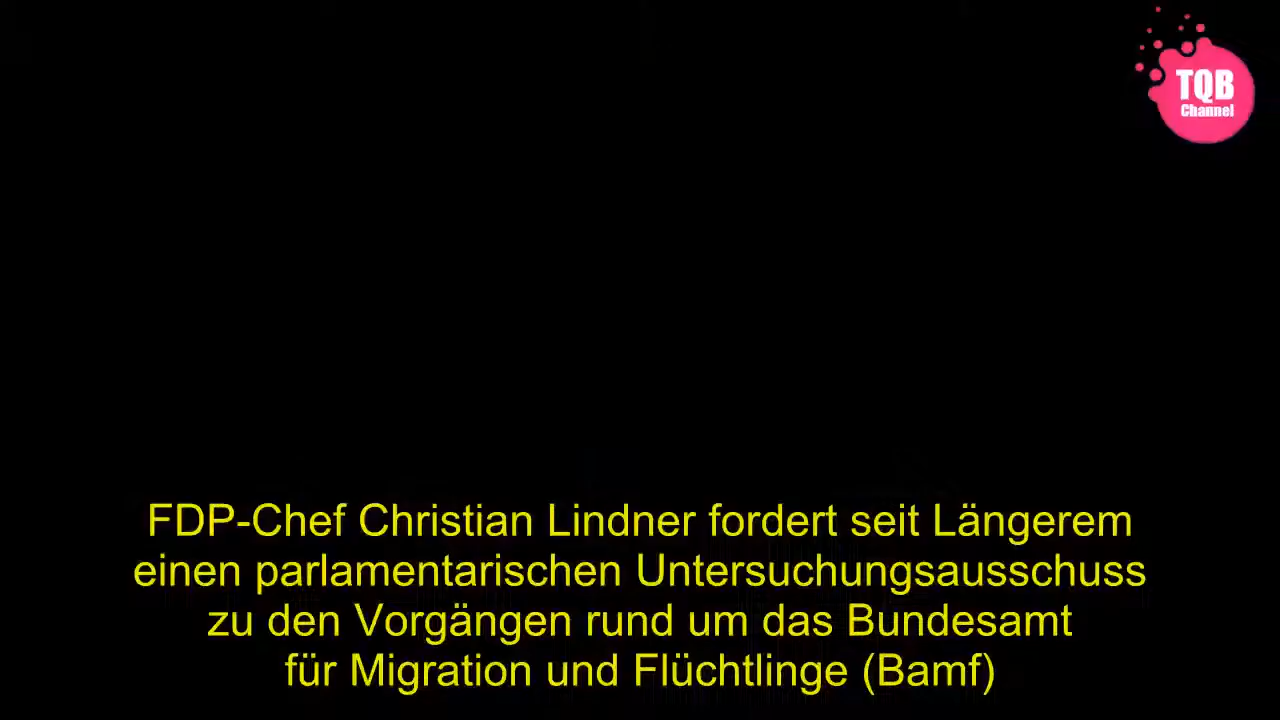 TQB
Channel
FDP-Chef Christian Lindner fordert seit Längerem
einen parlamentarischen Untersuchungsausschuss
zu den Vorgängen rund um das Bundesamt
für Migration und Flüchtlinge (Bamf)